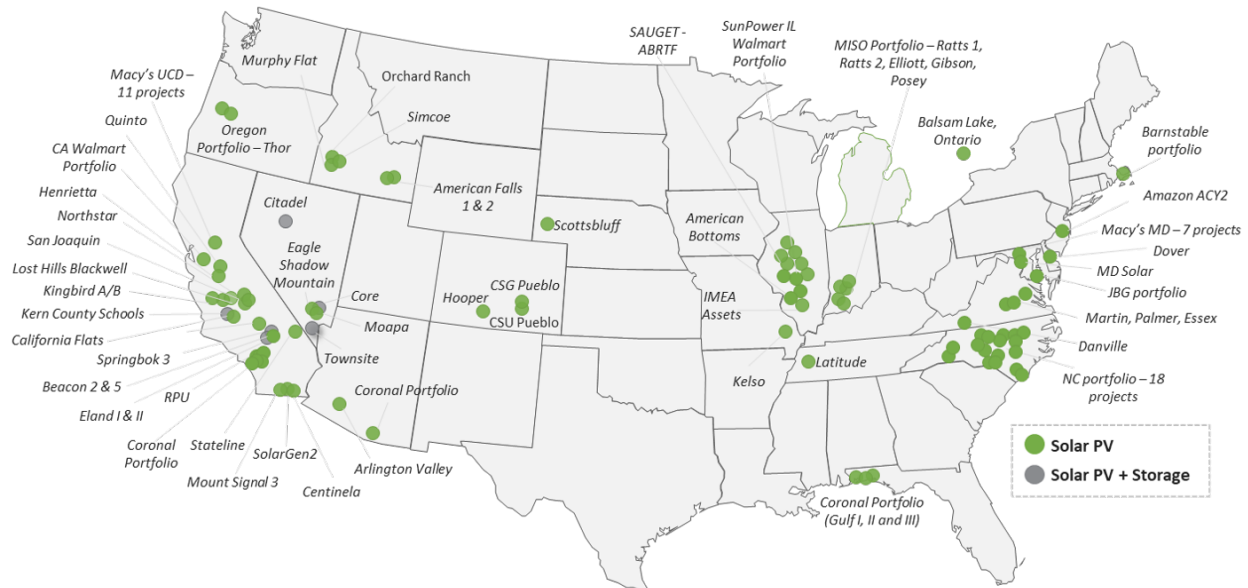 SAUGET -
ABRTF
SunPower IL
Walmart
Portfolio
MISO Portfolio – Ratts 1,
Ratts 2, Elliott, Gibson,
Posey
Murphy Flat
Orchard Ranch
Simcoe
Macy's UCD –
11 projects
Quinto
Oregon
Portfolio – Thor
CA Walmart
Portfolio
Henrietta
Northstar
San Joaquin
Lost Hills Blackwell
Kingbird A/B
Kern County Schools
California Flats
Springbok 3
Beacon 2 & 5
RPU
Eland I & II
Coronal
Portfolio
Stateline
SolarGen2
Mount Signal 3
Centinela
Citadel
Eagle
Shadow
Mountain
Core
Moapa
Townsite
Coronal Portfolio
Arlington Valley
American Falls
1 & 2
Scottsbluff
Hooper
CSG Pueblo
CSU Pueblo
American
Bottoms
IMEA
Assets
Kelso
Latitude
Balsam Lake,
Ontario
Barnstable
portfolio
Amazon ACY2
Macy's MD – 7 projects
Dover
MD Solar
JBG portfolio
Martin, Palmer, Essex
Danville
NC portfolio – 18
projects
Coronal Portfolio
(Gulf I, II and III)
Solar PV
Solar PV + Storage